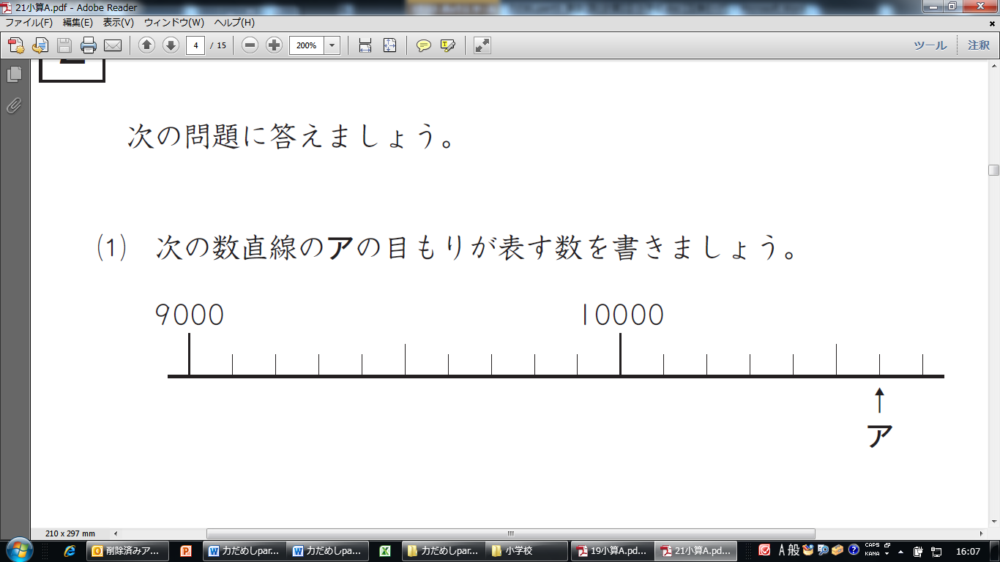 21小算A.pdf - Adobe Reader
ファイル(F) 編集(E) 表示(V) ウィンドウ(W) ヘルプ(H)
4 / 15 200% ツール 注釈
次の問題に答えましょう。
(1) 次の数直線のアの目もりが表す数を書きましょう。
9000 10000
ア
210 x 297 mm
削除済みア... 力だめしpar... 力だめしpa... 力だめしpar... 小学校 19小算A.pd... 21小算A.pd... A 般 CAPS KANA 16:07